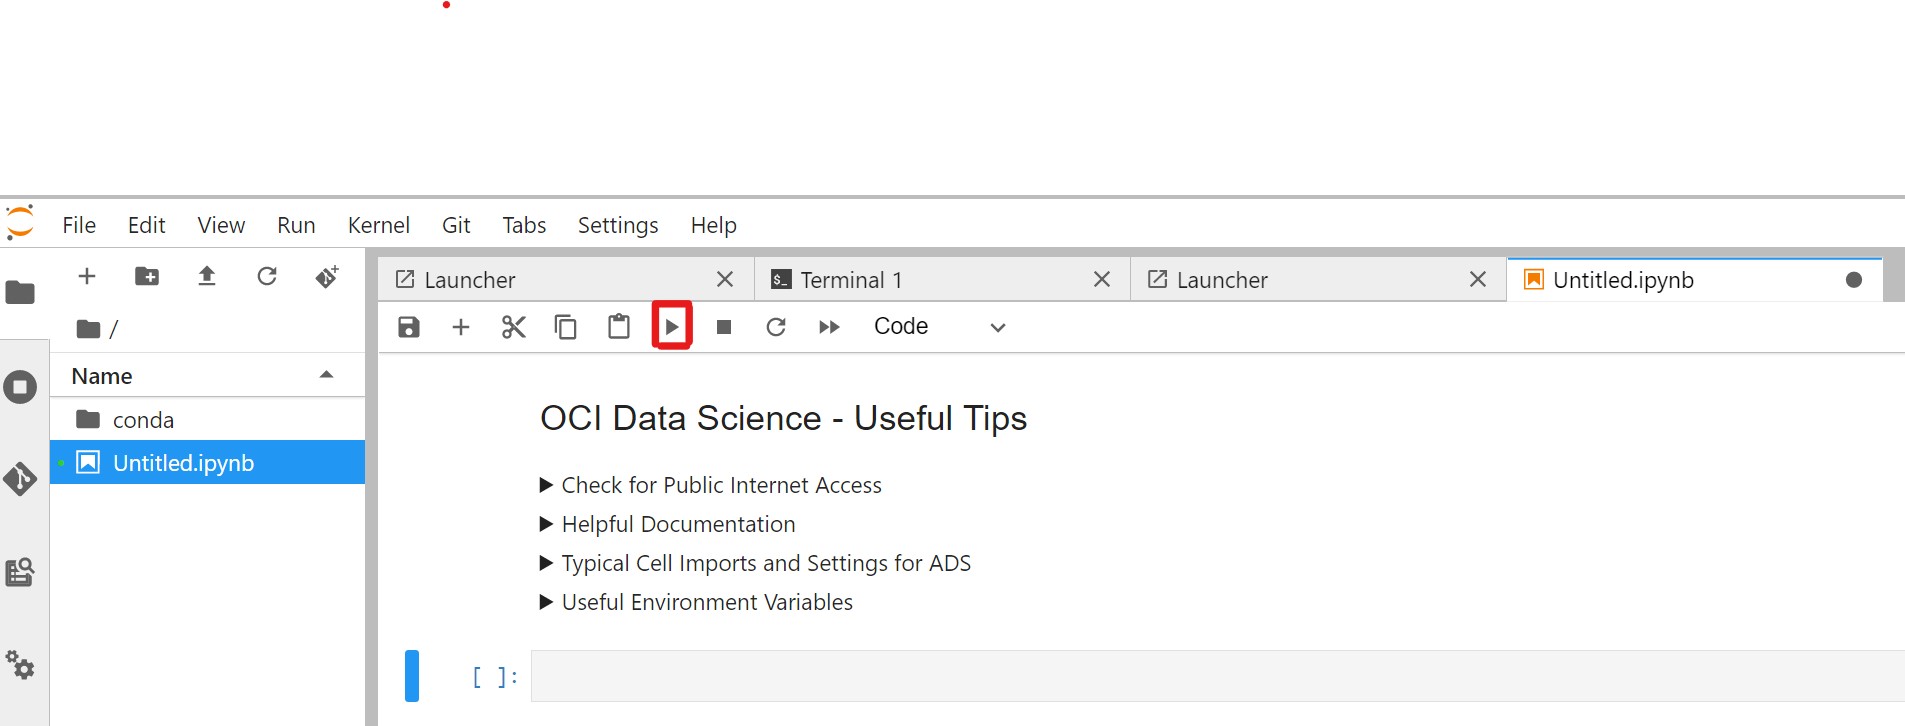 File Edit View Run Kernel Git Tabs Settings Help
Launcher Terminal 1 Launcher Untitled.ipynb
/
Code
Name
conda
Untitled.ipynb
OCI Data Science - Useful Tips
Check for Public Internet Access
Helpful Documentation
Typical Cell Imports and Settings for ADS
Useful Environment Variables
[ ]: